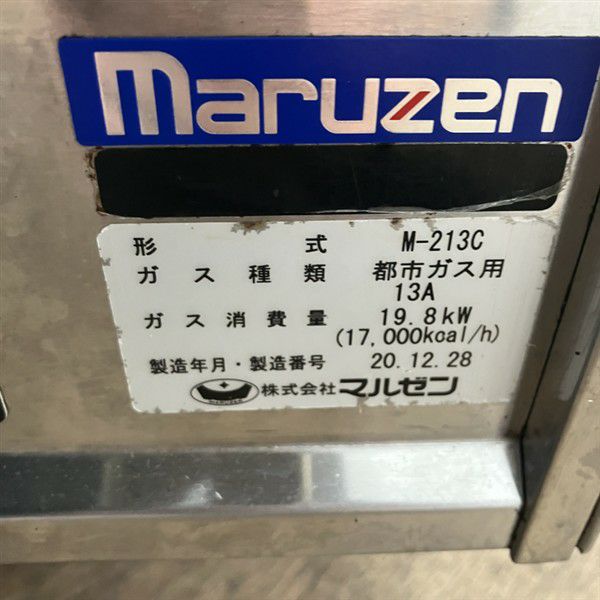 maruzen
形 式 M-213C
ガス種類 都市ガス用
13A
ガス消費量 19.8kW
(17,000kcal/h)
製造年月・製造番号 20.12.28
株式会社マルゼン